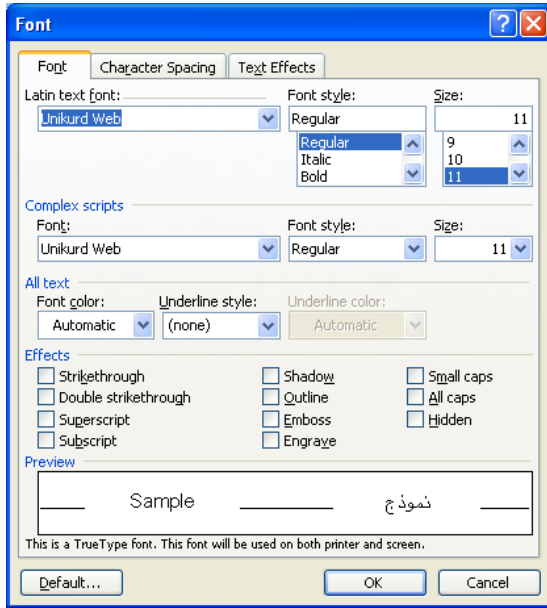 Font
Font Character Spacing Text Effects
Latin text font: Font style: Size:
Unikurd Web Regular 11
Regular 9
Italic 10
Bold 11
Complex scripts
Font: Font style: Size:
Unikurd Web Regular 11
All text
Font color: Underline style: Underline color:
Automatic (none) Automatic
Effects
Strikethrough Shadow Small caps
Double strikethrough Outline All caps
Superscript Emboss Hidden
Subscript Engrave
Preview
Sample نموذج
This is a TrueType font. This font will be used on both printer and screen.
Default... OK Cancel